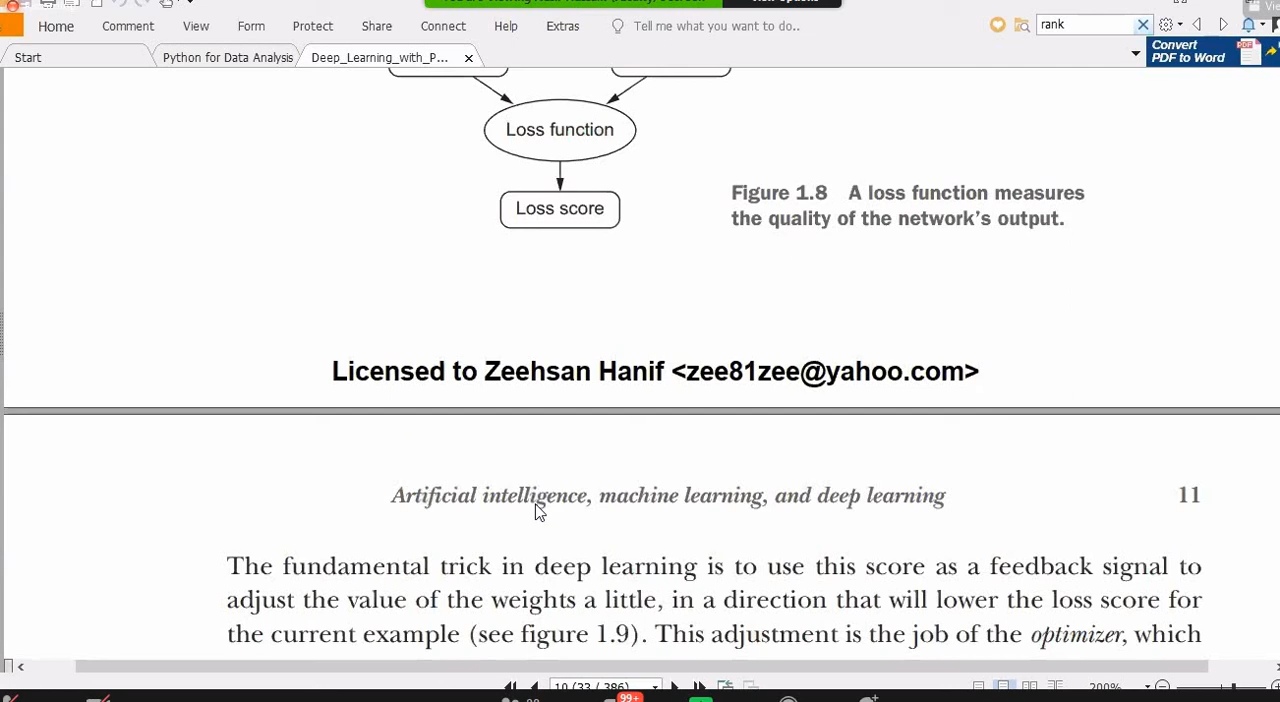 Home Comment View Form Protect Share Connect Help Extras Tell me what you want to do.. rank
Start Python for Data Analysis Deep_Learning_with_P... Convert
PDF to Word
Loss function
Loss score
Figure 1.8 A loss function measures
the quality of the network's output.
Licensed to Zeehsan Hanif <zee81zee@yahoo.com>
Artificial intelligence, machine learning, and deep learning 11
The fundamental trick in deep learning is to use this score as a feedback signal to
adjust the value of the weights a little, in a direction that will lower the loss score for
the current example (see figure 1.9). This adjustment is the job of the optimizer, which
10 (33 / 386) 200%
99+